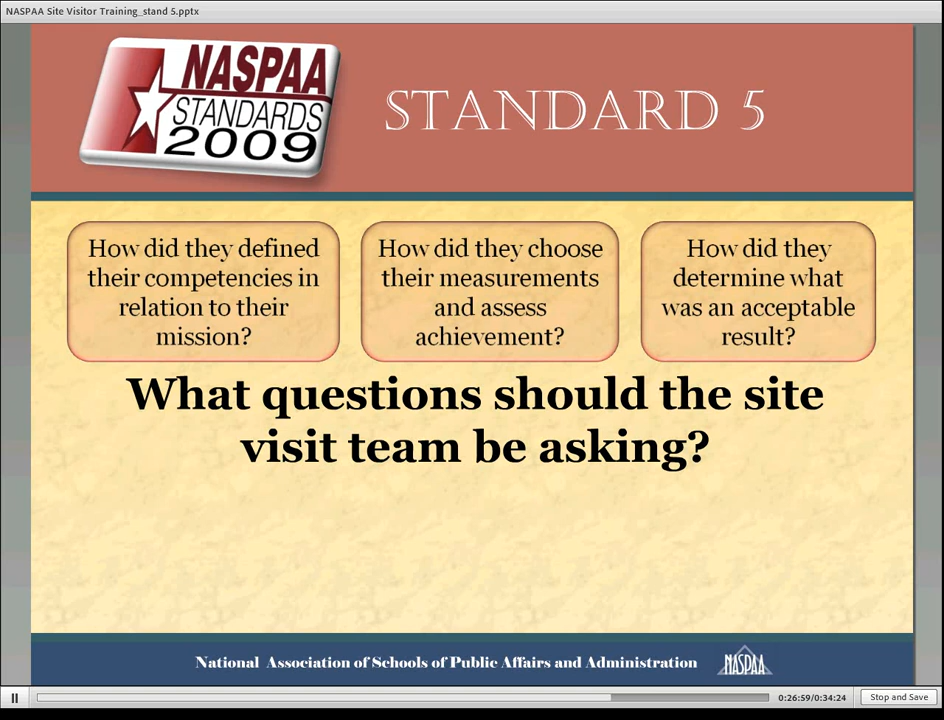 NASPAA Site Visitor Training_stand 5.pptx
NASPAA
STANDARDS
2009
STANDARD 5
How did they defined
their competencies in
relation to their
mission?
How did they choose
their measurements
and assess
achievement?
How did they
determine what
was an acceptable
result?
What questions should the site
visit team be asking?
National Association of Schools of Public Affairs and Administration
NASPAA
0:26:59/0:34:24
Stop and Save